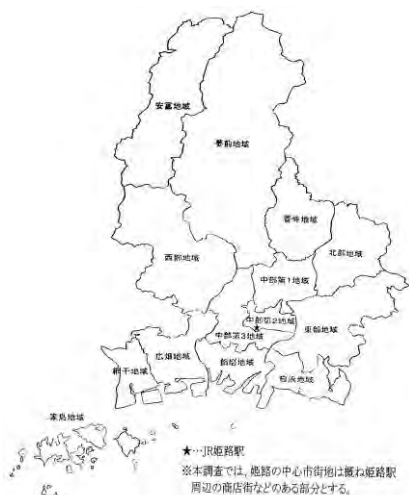 安富地域
夢前地域
香寺地域
北部地域
西部地域
中部第1地域
中部第2地域
東部地域
中部第3地域
広畑地域
飾磨地域
網干地域
灘浜地域
家島地域
★…JR姫路駅
※本調査では、姫路の中心市街地は概ね姫路駅
周辺の商店街などのある部分とする。